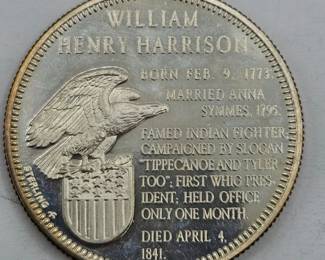 WILLIAM
HENRY HARRISON
BORN FEB. 9, 1773.
MARRIED ANNA
SYMMES, 1795.
FAMED INDIAN FIGHTER,
CAMPAIGNED BY SLOGAN
"TIPPECANOE AND TYLER
TOO"; FIRST WHIG PRES-
IDENT; HELD OFFICE
ONLY ONE MONTH.
DIED APRIL 4,
1841.
STERLING